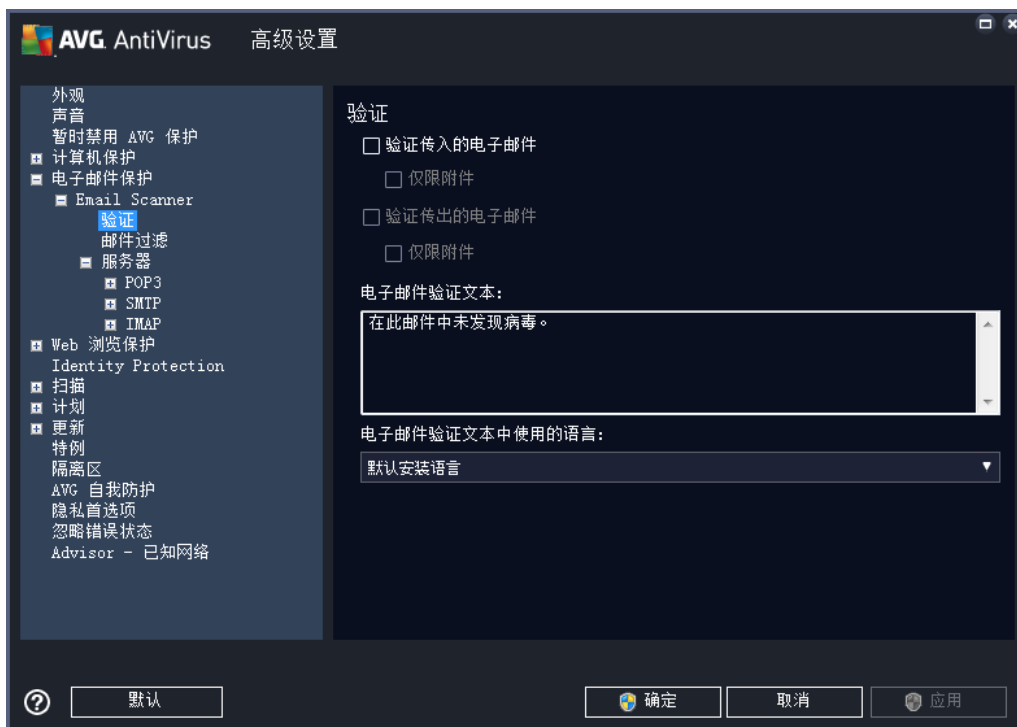 AVG. AntiVirus 高级设置
外观
声音
暂时禁用 AVG 保护
计算机保护
电子邮件保护
Email Scanner
验证
邮件过滤
服务器
POP3
SMTP
IMAP
Web 浏览保护
Identity Protection
扫描
计划
更新
特例
隔离区
AVG 自我防护
隐私首选项
忽略错误状态
Advisor - 已知网络
验证
验证传入的电子邮件
仅限附件
验证传出的电子邮件
仅限附件
电子邮件验证文本:
在此邮件中未发现病毒。
电子邮件验证文本中使用的语言:
默认安装语言
默认
确定
取消
应用